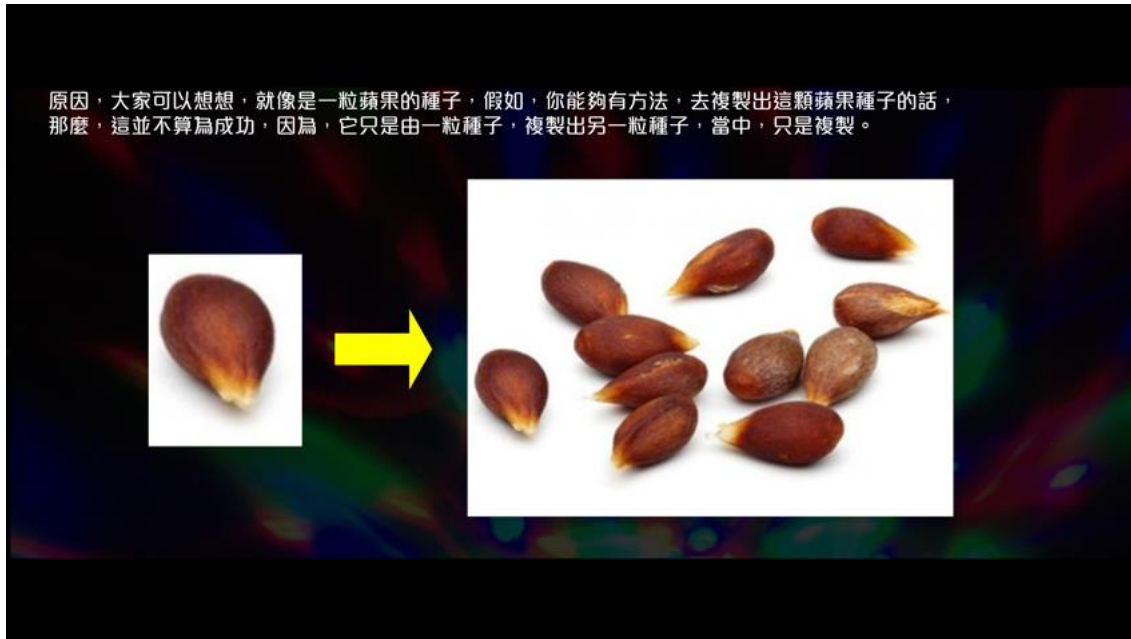 原因，大家可以想想，就像是一粒蘋果的種子，假如，你能夠有方法，去複製出這顆蘋果種子的話，
那麼，這並不算為成功，因為，它只是由一粒種子，複製出另一粒種子，當中，只是複製。